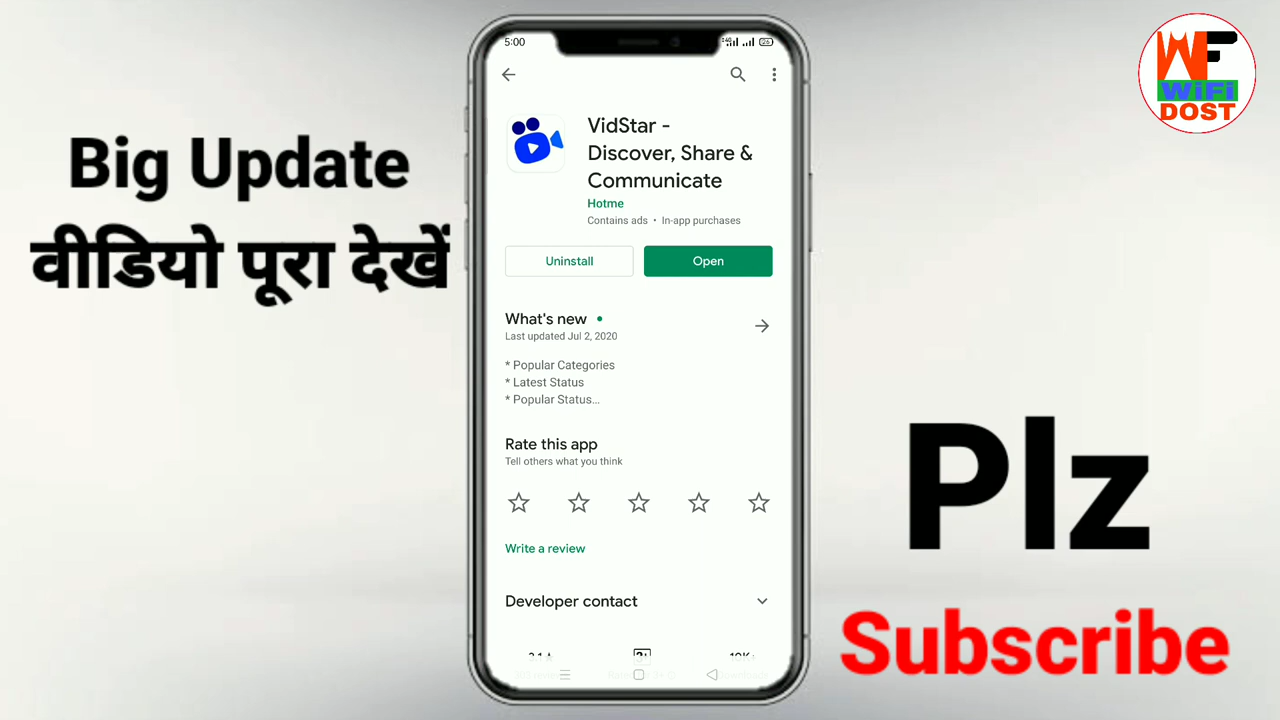 Big Update
वीडियो पूरा देखें
5:00
VidStar -
Discover, Share &
Communicate
Hotme
Contains ads • In-app purchases
Uninstall
Open
What's new
Last updated Jul 2, 2020
* Popular Categories
* Latest Status
* Popular Status...
Rate this app
Tell others what you think
Write a review
Developer contact
WF
WiFi
DOST
Plz
Subscribe